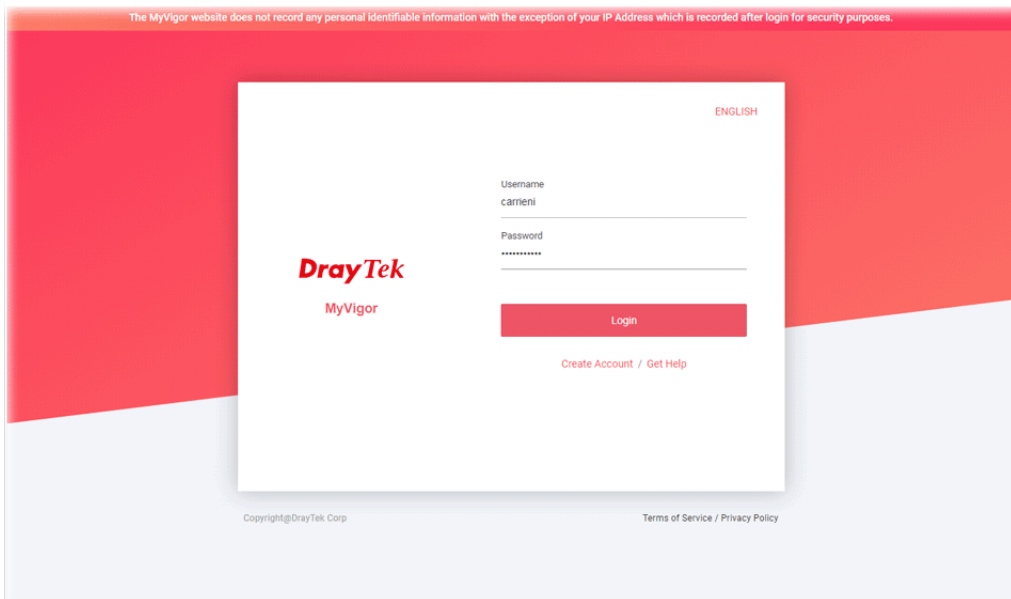 The MyVigor website does not record any personal identifiable information with the exception of your IP Address which is recorded after login for security purposes.
ENGLISH
Username
carrieni
Password
•••••••••••
DrayTek
MyVigor
Login
Create Account / Get Help
Copyright@DrayTek Corp
Terms of Service / Privacy Policy